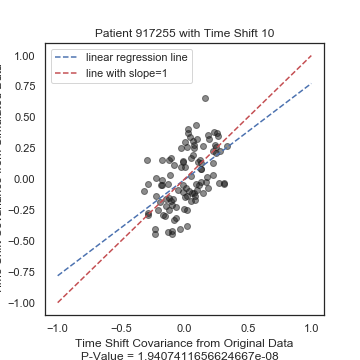 Patient 917255 with Time Shift 10
linear regression line
line with slope=1
1.00
0.75
0.50
0.25
0.00
−0.25
−0.50
−0.75
−1.00
−1.0 −0.5 0.0 0.5 1.0
Time Shift Covariance from Original Data
P-Value = 1.9407411656624667e-08